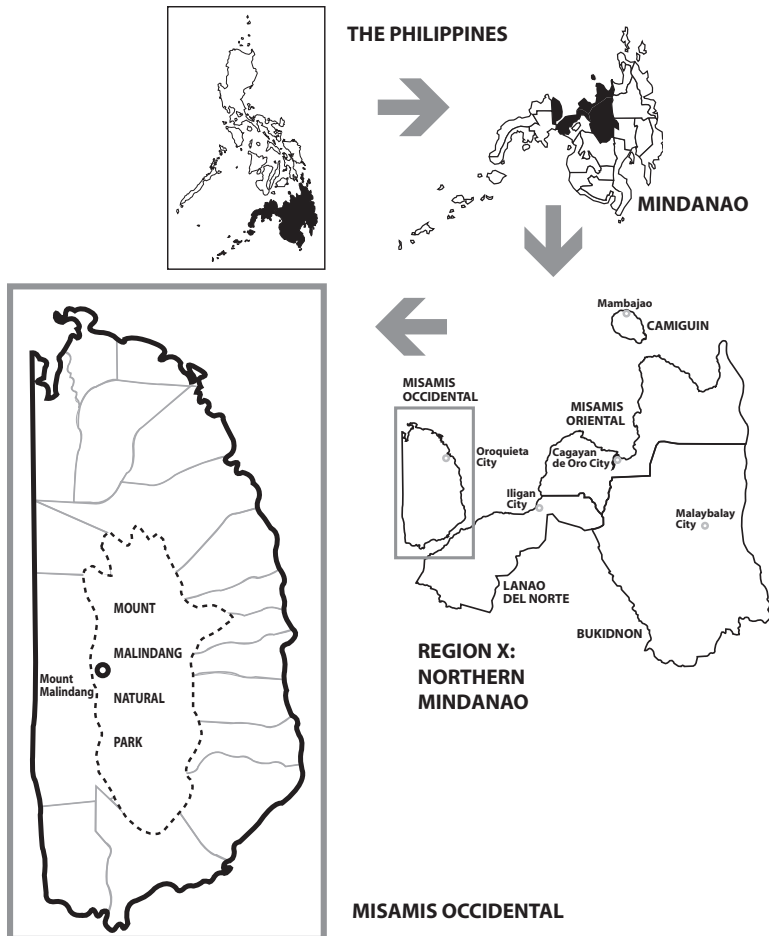 THE PHILIPPINES
MINDANAO
Mambajao
CAMIGUIN
MISAMIS
OCCIDENTAL
MISAMIS
ORIENTAL
Oroquieta
City
Cagayan
de Oro City
Iligan
City
Malaybalay
City
LANAO
DEL NORTE
BUKIDNON
REGION X:
NORTHERN
MINDANAO
MOUNT
MALINDANG
NATURAL
PARK
Mount
Malindang
MISAMIS OCCIDENTAL